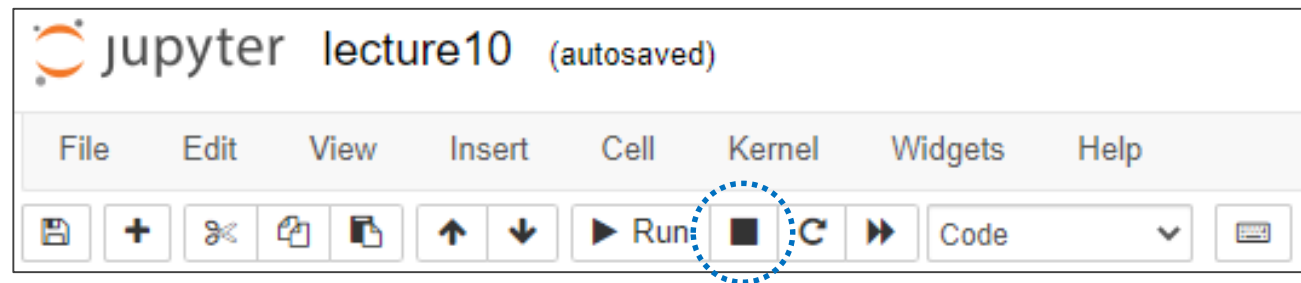 jupyter lecture10 (autosaved)
File Edit View Insert Cell Kernel Widgets Help
Run Code